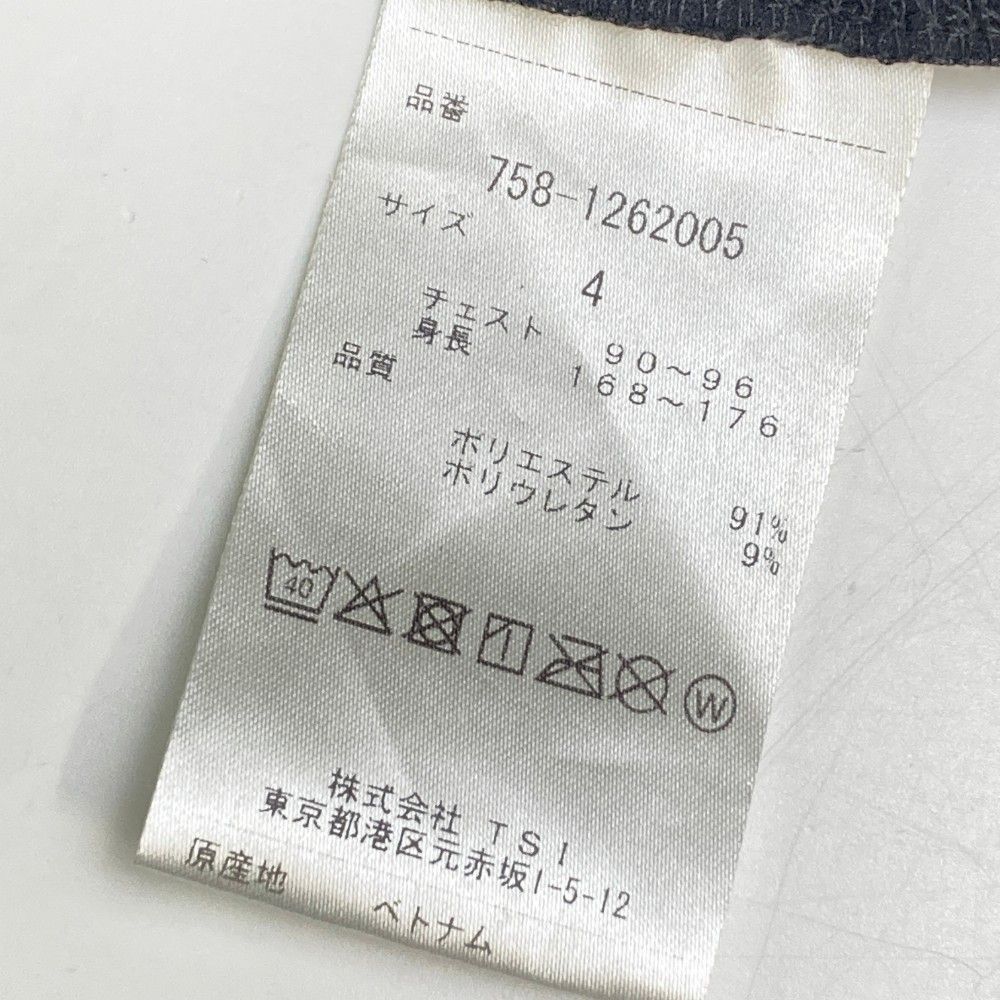 品番
758-1262005
サイズ
4
チェスト 90～96
身長 168～176
品質
ポリエステル 91%
ポリウレタン 9%
40
W
株式会社 TSI
東京都港区元赤坂1-5-12
原産地
ベトナム